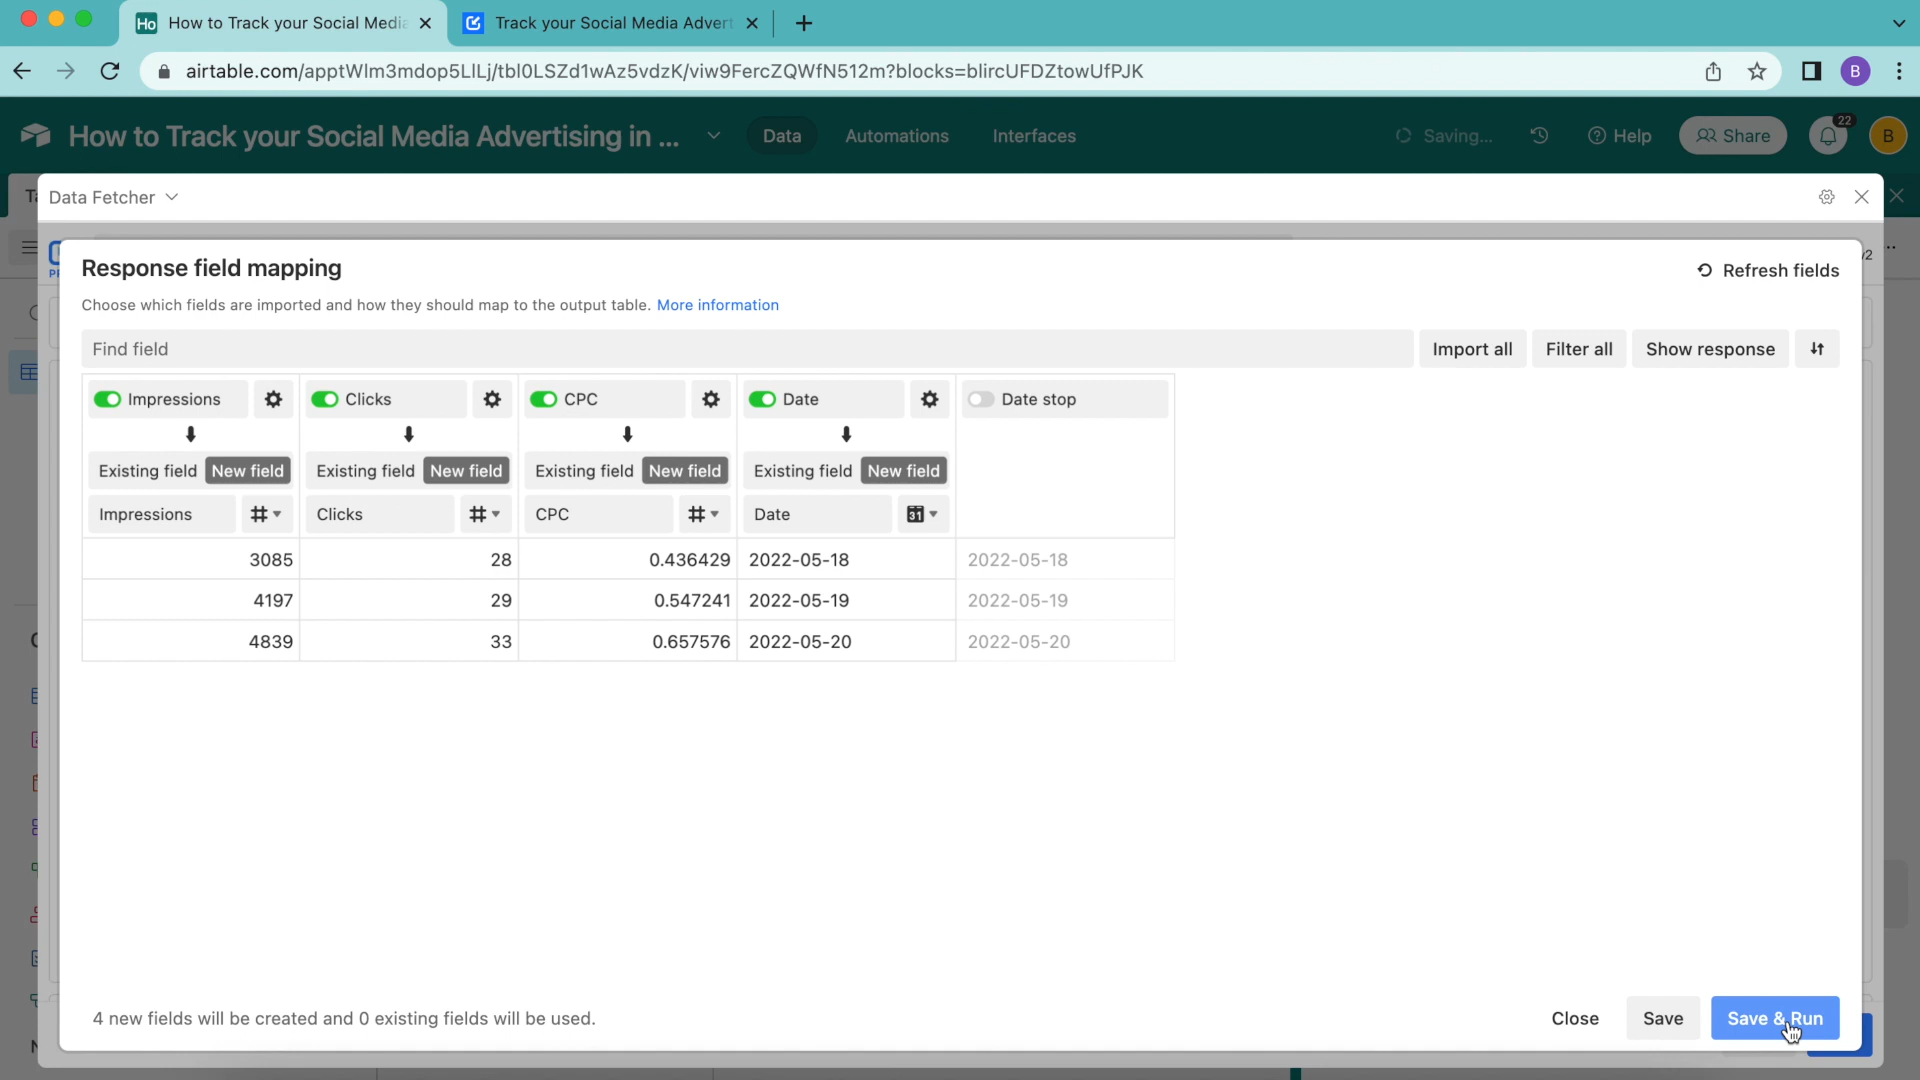 How to Track your Social Media
Track your Social Media Advert
airtable.com/apptWlm3mdop5LlLj/tbl0LSZd1wAz5vdzK/viw9FercZQWfN512m?blocks=blircUFDZtowUfPJK
B
How to Track your Social Media Advertising in ...
Data
Automations
Interfaces
Saving...
Help
Share
22
B
Data Fetcher
Response field mapping
Refresh fields
Choose which fields are imported and how they should map to the output table. More information
Find field
Import all
Filter all
Show response
Impressions
Clicks
CPC
Date
Date stop
Existing field New field
Existing field New field
Existing field New field
Existing field New field
Impressions
Clicks
CPC
Date
31
3085 28 0.436429 2022-05-18 2022-05-18
4197 29 0.547241 2022-05-19 2022-05-19
4839 33 0.657576 2022-05-20 2022-05-20
4 new fields will be created and 0 existing fields will be used.
Close
Save
Save & Run